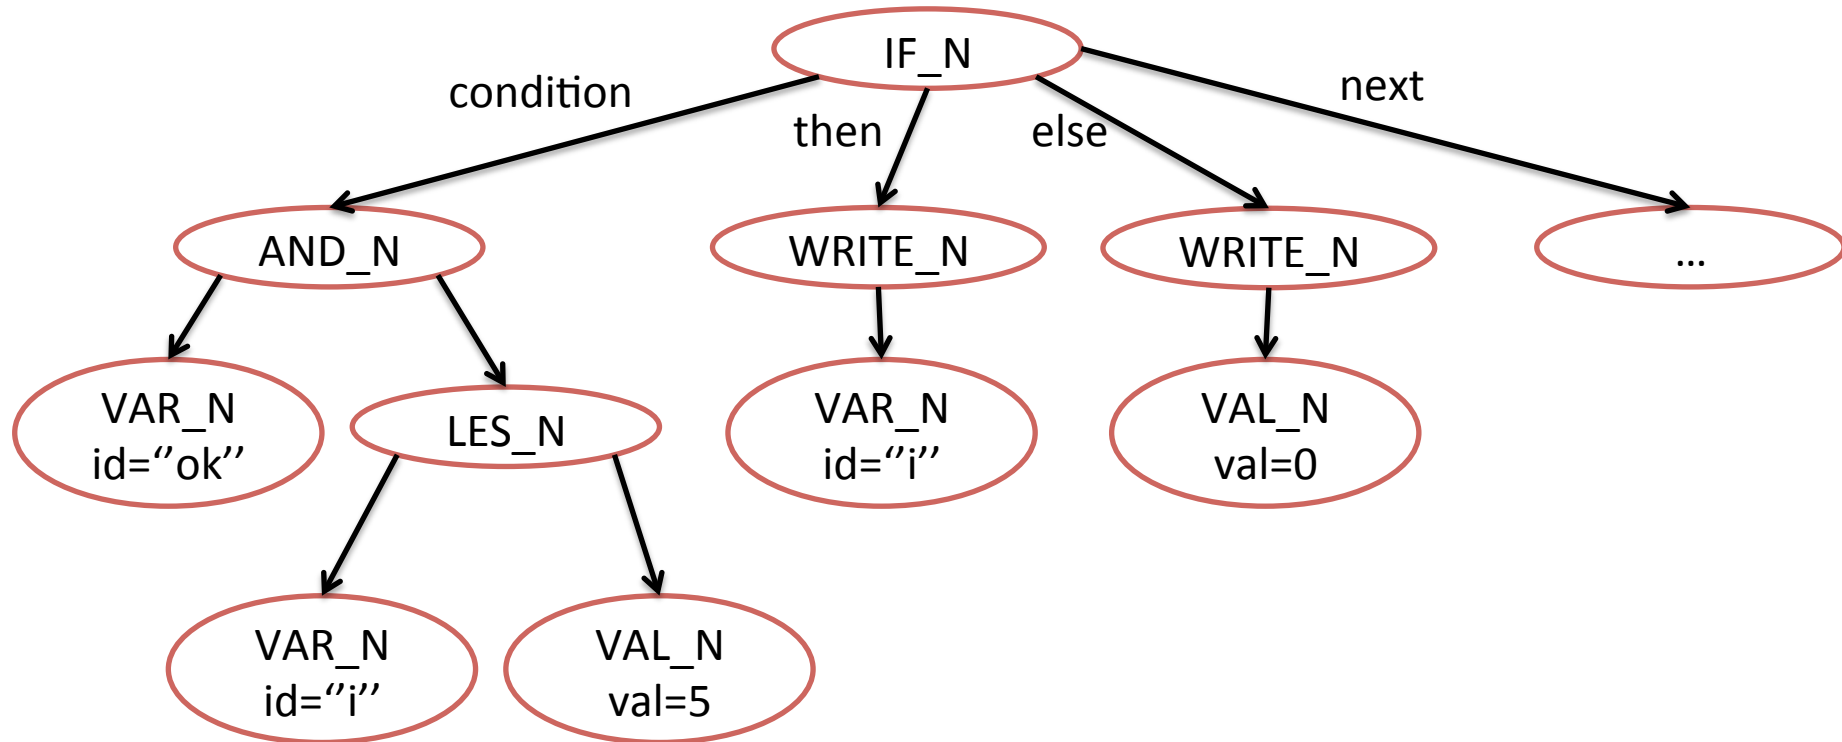 IF_N
condition
then
else
next
AND_N
WRITE_N
WRITE_N
...
VAR_N
id=‘’ok’’
LES_N
VAR_N
id=‘’i’’
VAL_N
val=0
VAR_N
id=‘’i’’
VAL_N
val=5